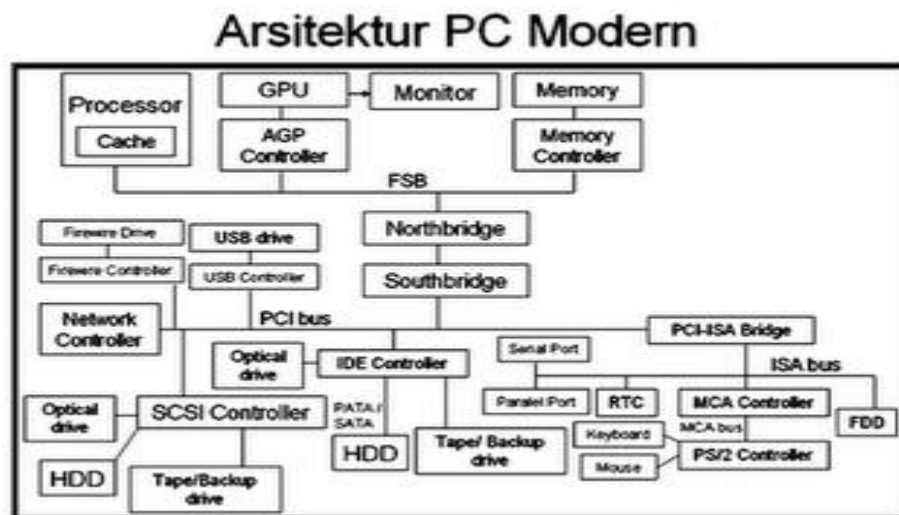 Arsitektur PC Modern
Processor
Cache
GPU
Monitor
Memory
AGP
Controller
Memory
Controller
FSB
Northbridge
Southbridge
Firewire Drive
Firewire Controller
USB drive
USB Controller
Network
Controller
PCI bus
PCI-ISA Bridge
Optical
drive
IDE Controller
Serial Port
ISA bus
Optical
drive
SCSI Controller
PATA /
SATA
Paralel Port
RTC
MCA Controller
FDD
HDD
Tape/Backup
drive
HDD
Tape/ Backup
drive
Keyboard
MCA bus
Mouse
PS/2 Controller